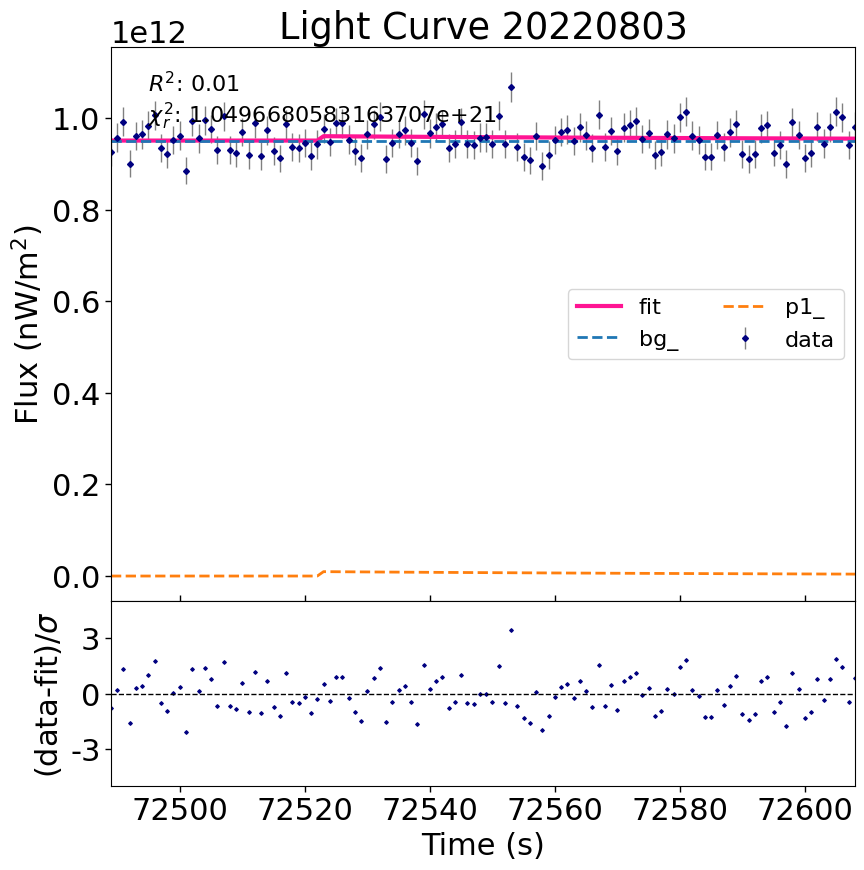 Light Curve 20220803
1e12
R²: 0.01
χ²ᵣ: 1.0496680583163707e+21
1.0
0.8
0.6
0.4
0.2
0.0
Flux (nW/m²)
fit
bg_
p1_
data
3
0
-3
(data-fit)/σ
72500 72520 72540 72560 72580 72600
Time (s)